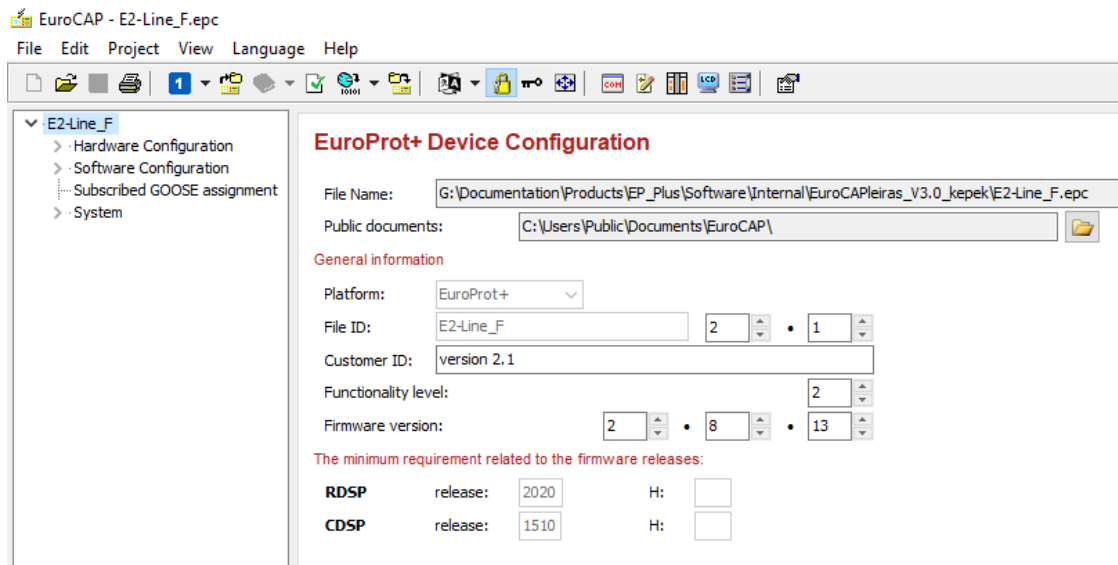 EuroCAP - E2-Line_F.epc
File Edit Project View Language Help
1 COM LCD
E2-Line_F
Hardware Configuration
Software Configuration
Subscribed GOOSE assignment
System
EuroProt+ Device Configuration
File Name: G:\Documentation\Products\EP_Plus\Software\Internal\EuroCAPleiras_V3.0_kepek\E2-Line_F.epc
Public documents: C:\Users\Public\Documents\EuroCAP\
General information
Platform: EuroProt+
File ID: E2-Line_F 2 • 1
Customer ID: version 2.1
Functionality level: 2
Firmware version: 2 • 8 • 13
The minimum requirement related to the firmware releases:
RDSP release: 2020 H:
CDSP release: 1510 H: